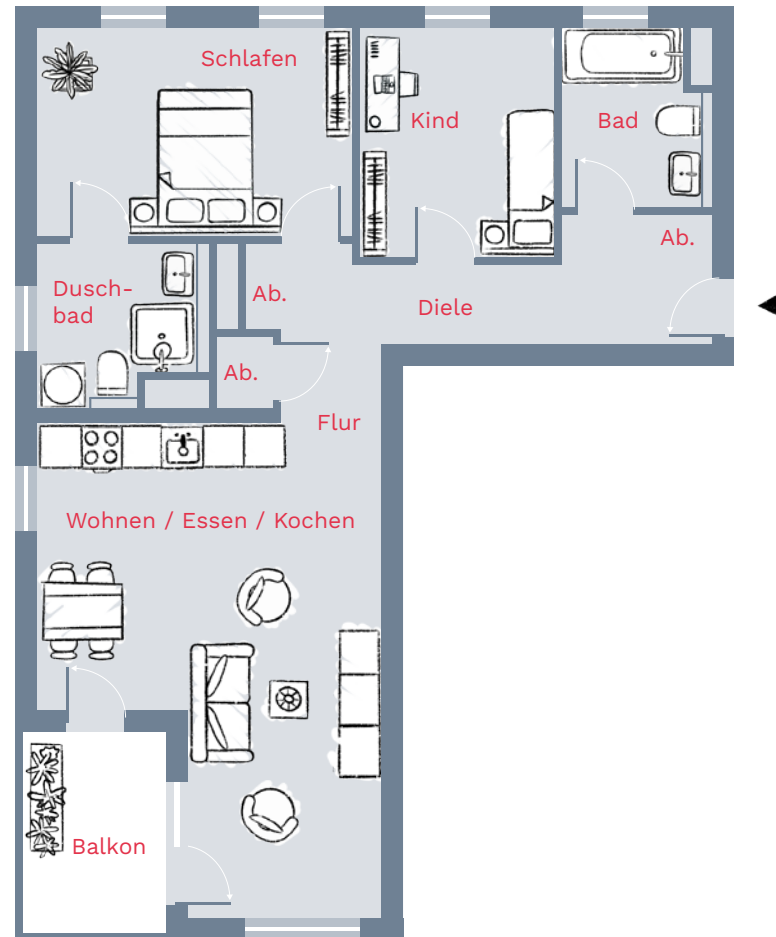 Schlafen
Kind
Bad
Ab.
Dusch-
bad
Ab.
Diele
Ab.
Flur
Wohnen / Essen / Kochen
Balkon